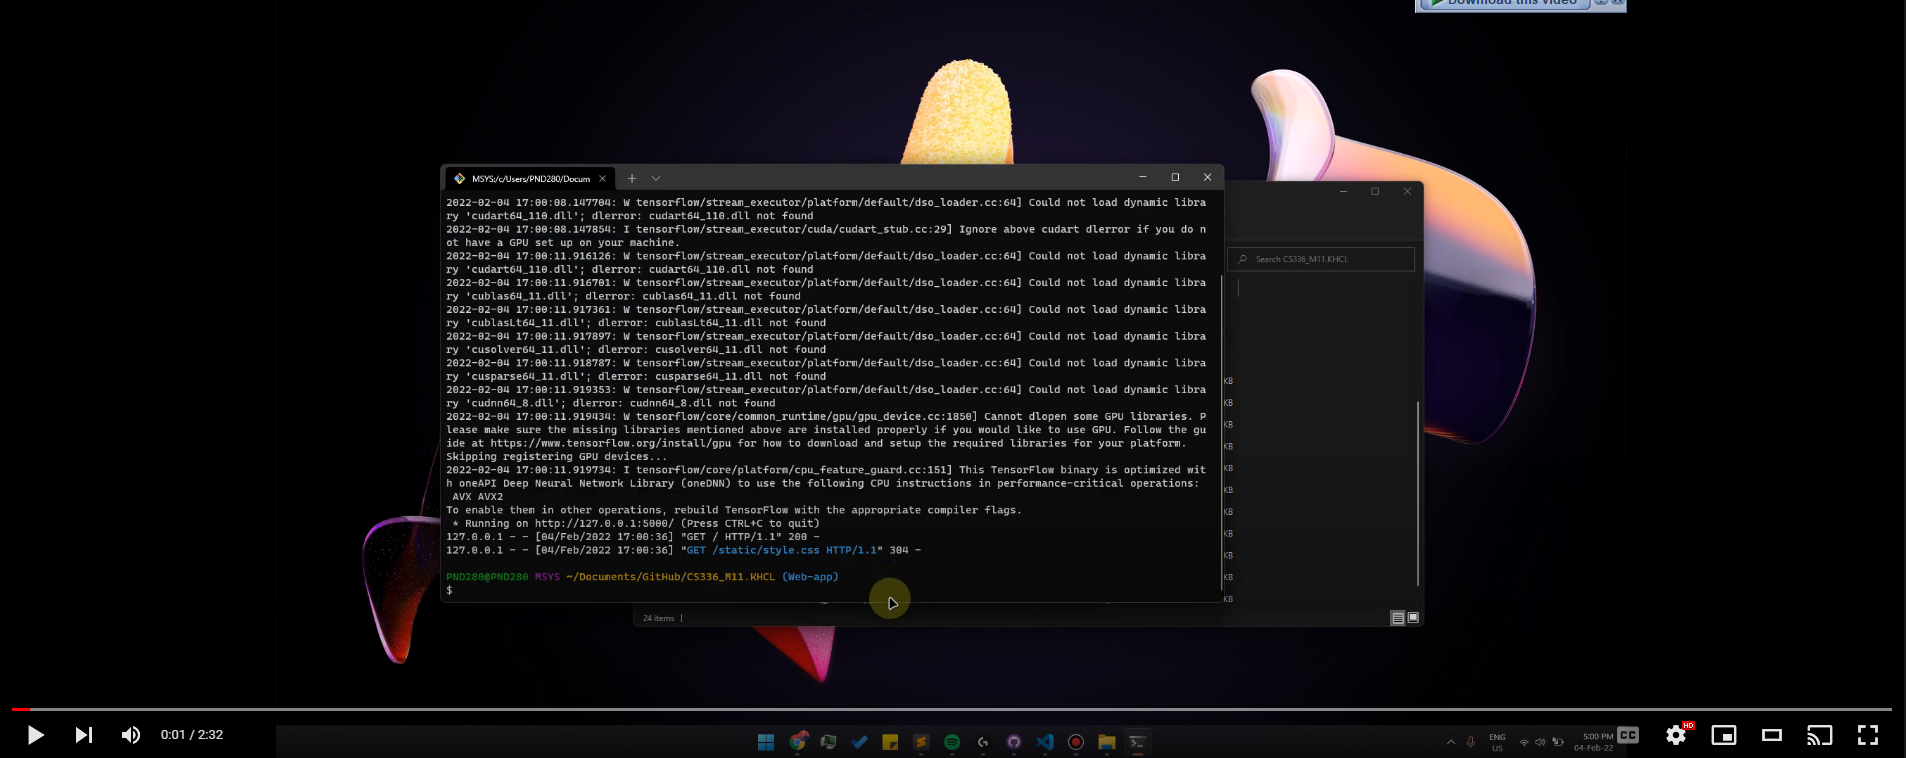 Download this video
MSYS:/c/Users/PND280/Docum
2022-02-04 17:00:08.147704: W tensorflow/stream_executor/platform/default/dso_loader.cc:64] Could not load dynamic libra
ry 'cudart64_110.dll'; dlerror: cudart64_110.dll not found
2022-02-04 17:00:08.147854: I tensorflow/stream_executor/cuda/cudart_stub.cc:29] Ignore above cudart dlerror if you do n
ot have a GPU set up on your machine.
2022-02-04 17:00:11.916126: W tensorflow/stream_executor/platform/default/dso_loader.cc:64] Could not load dynamic libra
ry 'cudart64_110.dll'; dlerror: cudart64_110.dll not found
2022-02-04 17:00:11.916701: W tensorflow/stream_executor/platform/default/dso_loader.cc:64] Could not load dynamic libra
ry 'cublas64_11.dll'; dlerror: cublas64_11.dll not found
2022-02-04 17:00:11.917361: W tensorflow/stream_executor/platform/default/dso_loader.cc:64] Could not load dynamic libra
ry 'cublasLt64_11.dll'; dlerror: cublasLt64_11.dll not found
2022-02-04 17:00:11.917897: W tensorflow/stream_executor/platform/default/dso_loader.cc:64] Could not load dynamic libra
ry 'cusolver64_11.dll'; dlerror: cusolver64_11.dll not found
2022-02-04 17:00:11.918787: W tensorflow/stream_executor/platform/default/dso_loader.cc:64] Could not load dynamic libra
ry 'cusparse64_11.dll'; dlerror: cusparse64_11.dll not found
2022-02-04 17:00:11.919353: W tensorflow/stream_executor/platform/default/dso_loader.cc:64] Could not load dynamic libra
ry 'cudnn64_8.dll'; dlerror: cudnn64_8.dll not found
2022-02-04 17:00:11.919434: W tensorflow/core/common_runtime/gpu/gpu_device.cc:1850] Cannot dlopen some GPU libraries. P
lease make sure the missing libraries mentioned above are installed properly if you would like to use GPU. Follow the gu
ide at https://www.tensorflow.org/install/gpu for how to download and setup the required libraries for your platform.
Skipping registering GPU devices...
2022-02-04 17:00:11.919734: I tensorflow/core/platform/cpu_feature_guard.cc:151] This TensorFlow binary is optimized wit
h oneAPI Deep Neural Network Library (oneDNN) to use the following CPU instructions in performance-critical operations:
AVX AVX2
To enable them in other operations, rebuild TensorFlow with the appropriate compiler flags.
* Running on http://127.0.0.1:5000/ (Press CTRL+C to quit)
127.0.0.1 - - [04/Feb/2022 17:00:36] "GET / HTTP/1.1" 200 -
127.0.0.1 - - [04/Feb/2022 17:00:36] "GET /static/style.css HTTP/1.1" 304 -
PND280@PND280 MSYS ~/Documents/GitHub/CS336_M11.KHCL (Web-app)
$
Search CS336_M11.KHCL
KB
KB
KB
KB
KB
KB
KB
KB
KB
KB
KB
24 items
0:01 / 2:32
ENG
US
5:00 PM
04-Feb-22
CC
HD